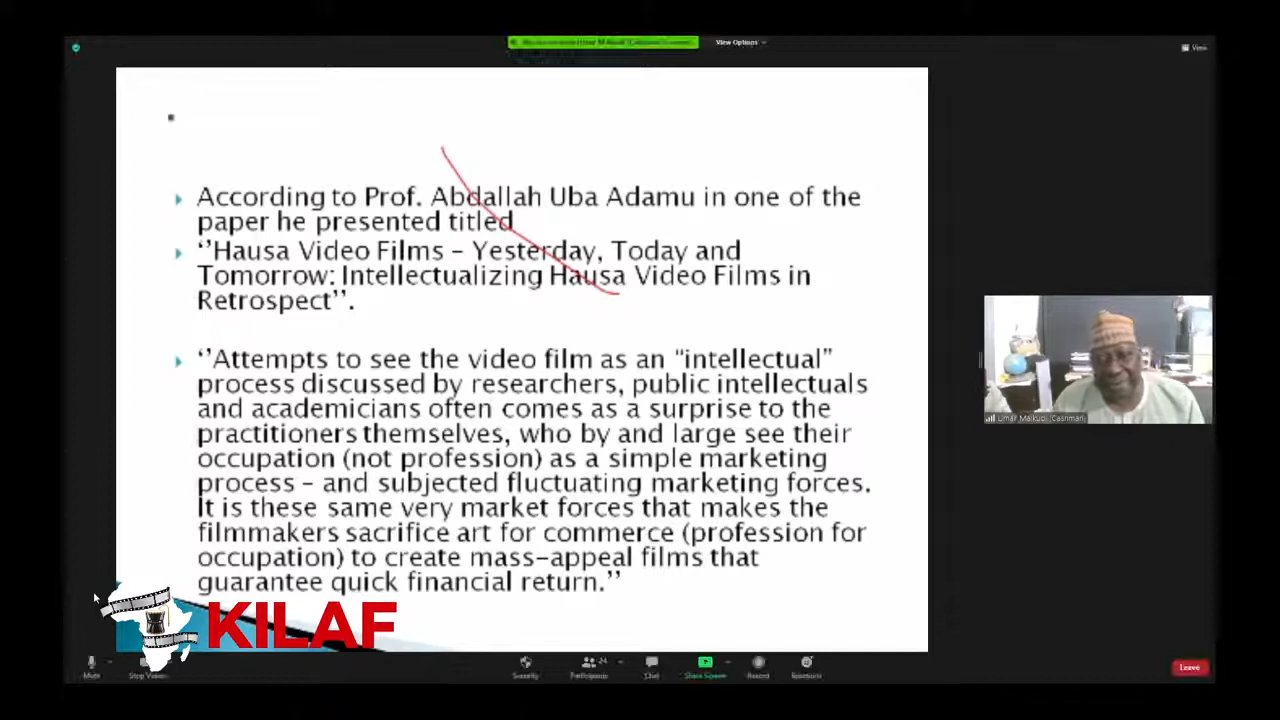 View Options
View
According to Prof. Abdallah Uba Adamu in one of the
paper he presented titled
‘’Hausa Video Films – Yesterday, Today and
Tomorrow: Intellectualizing Hausa Video Films in
Retrospect’’.
‘’Attempts to see the video film as an “intellectual”
process discussed by researchers, public intellectuals
and academicians often comes as a surprise to the
practitioners themselves, who by and large see their
occupation (not profession) as a simple marketing
process – and subjected fluctuating marketing forces.
It is these same very market forces that makes the
filmmakers sacrifice art for commerce (profession for
occupation) to create mass-appeal films that
guarantee quick financial return.’’
Umar Maikudi (Cashman)
KILAF
Mute
Stop Video
Security
Participants
Chat
Share Screen
Record
Reactions
Leave